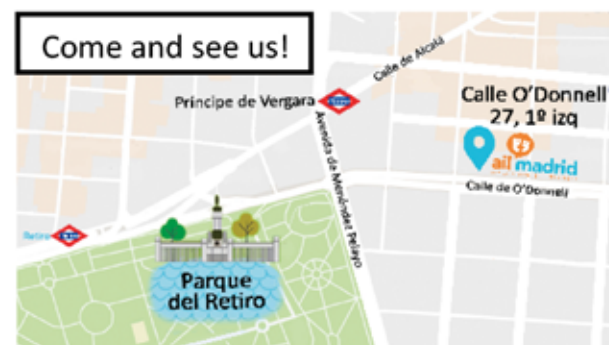 Come and see us!
Calle de Alcalá
Príncipe de Vergara
Calle O'Donnell
27, 1º izq
ail madrid
Avenida de Menéndez Pelayo
Calle de O'Donnell
Retiro
Parque
del Retiro